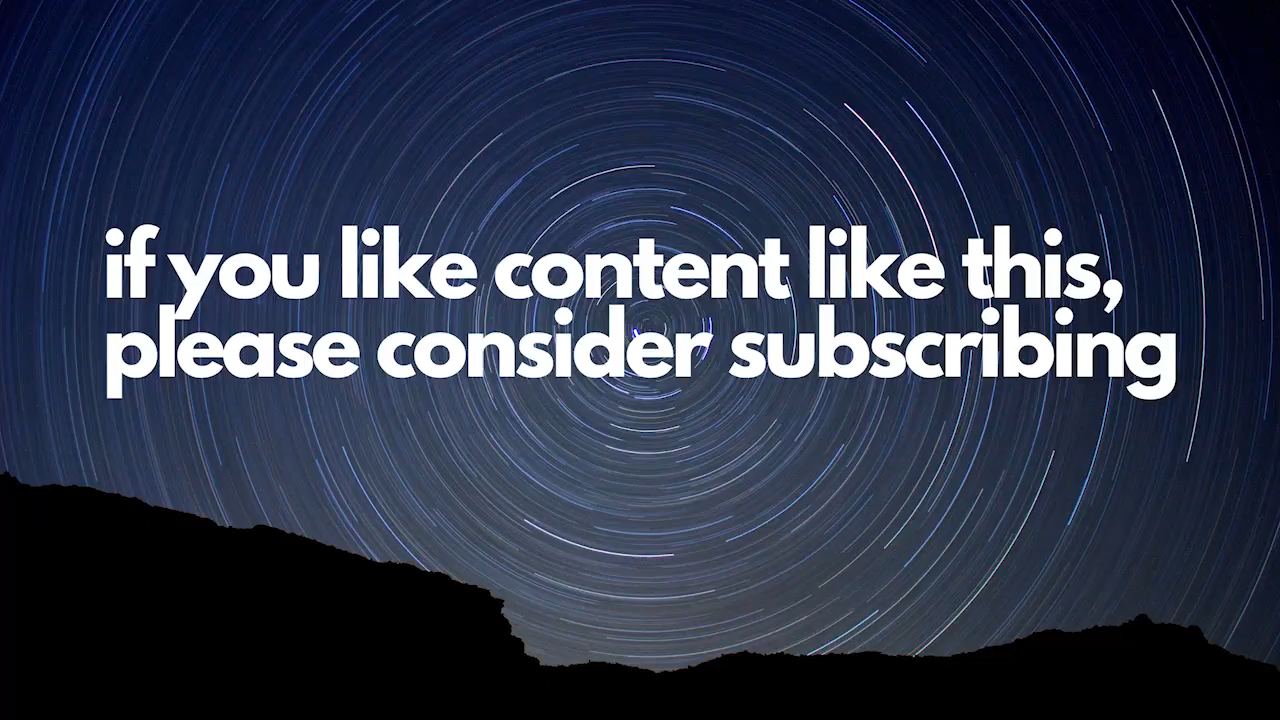 if you like content like this,
please consider subscribing